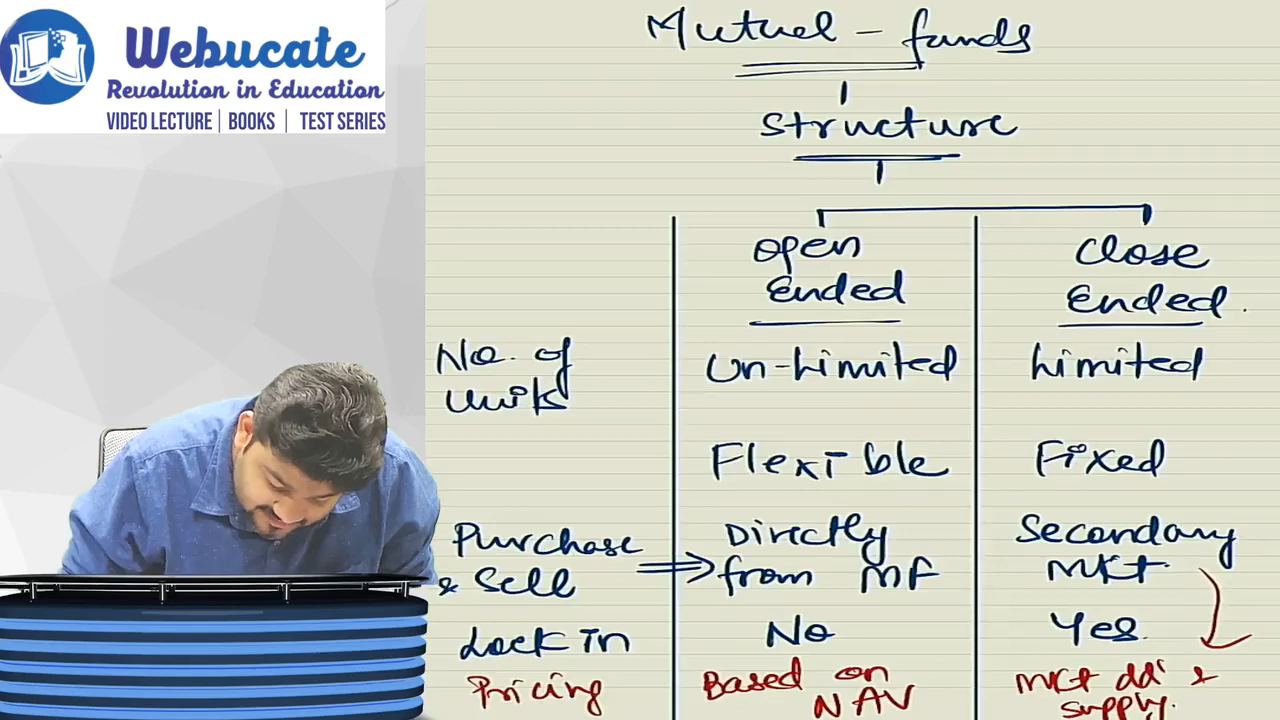 Webucate
Revolution in Education
VIDEO LECTURE | BOOKS | TEST SERIES
Mutual - funds
Structure
Open Ended
Close Ended.
No. of Units
Un-Limited
Limited
Flexible
Fixed
Purchase & Sell
Directly from MF
Secondary MKt.
Lock in
No
Yes.
Pricing
Based on NAV
MKt dd' & supply.